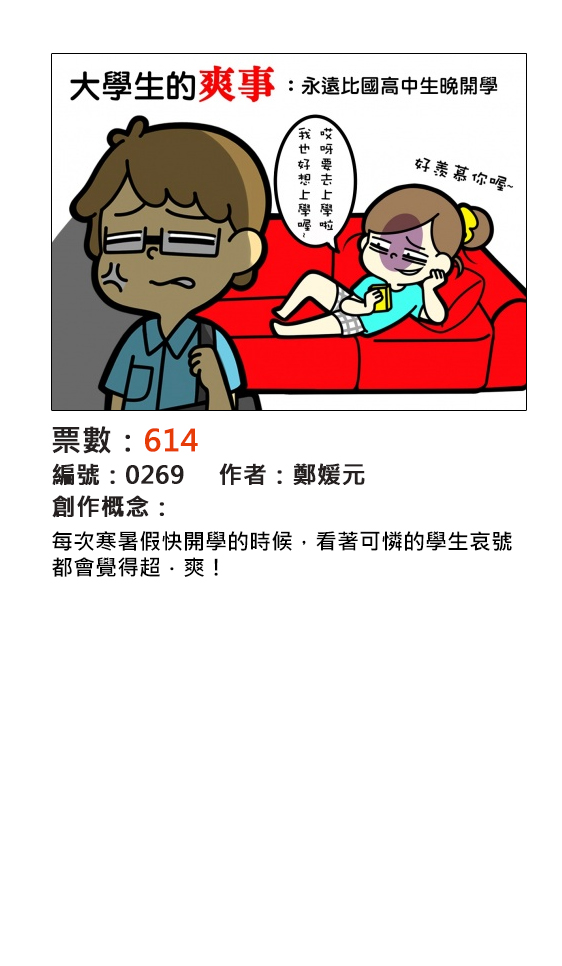 大學生的爽事：永遠比國高中生晚開學
哎呀要去上學啦
我也好想上學喔~
好羨慕你喔~
票數：614
編號：0269 作者：鄭媛元
創作概念：
每次寒暑假快開學的時候，看著可憐的學生哀號
都會覺得超．爽！